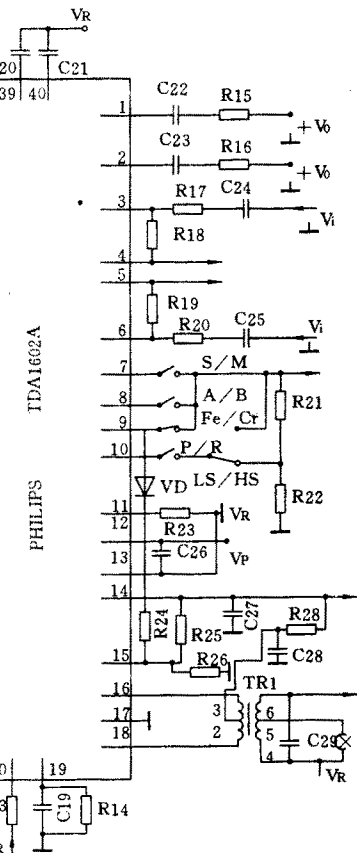 VR
20
C21
39 40
1
C22
R15
+V0
2
C23
R16
+V0
3
R17
C24
Vi
R18
4
5
R19
6
R20
C25
Vi
7
S/M
8
A/B
9
Fe/Cr
R21
10
P/R
LS/HS
VD
R22
11
R23
VR
12
C26
VP
13
14
R24
R25
C27
R28
15
R26
C28
TR1
16
3
6
17
5
C29
18
2
4
VR
TDA1602A
PHILIPS
0
19
3
C19
R14
R